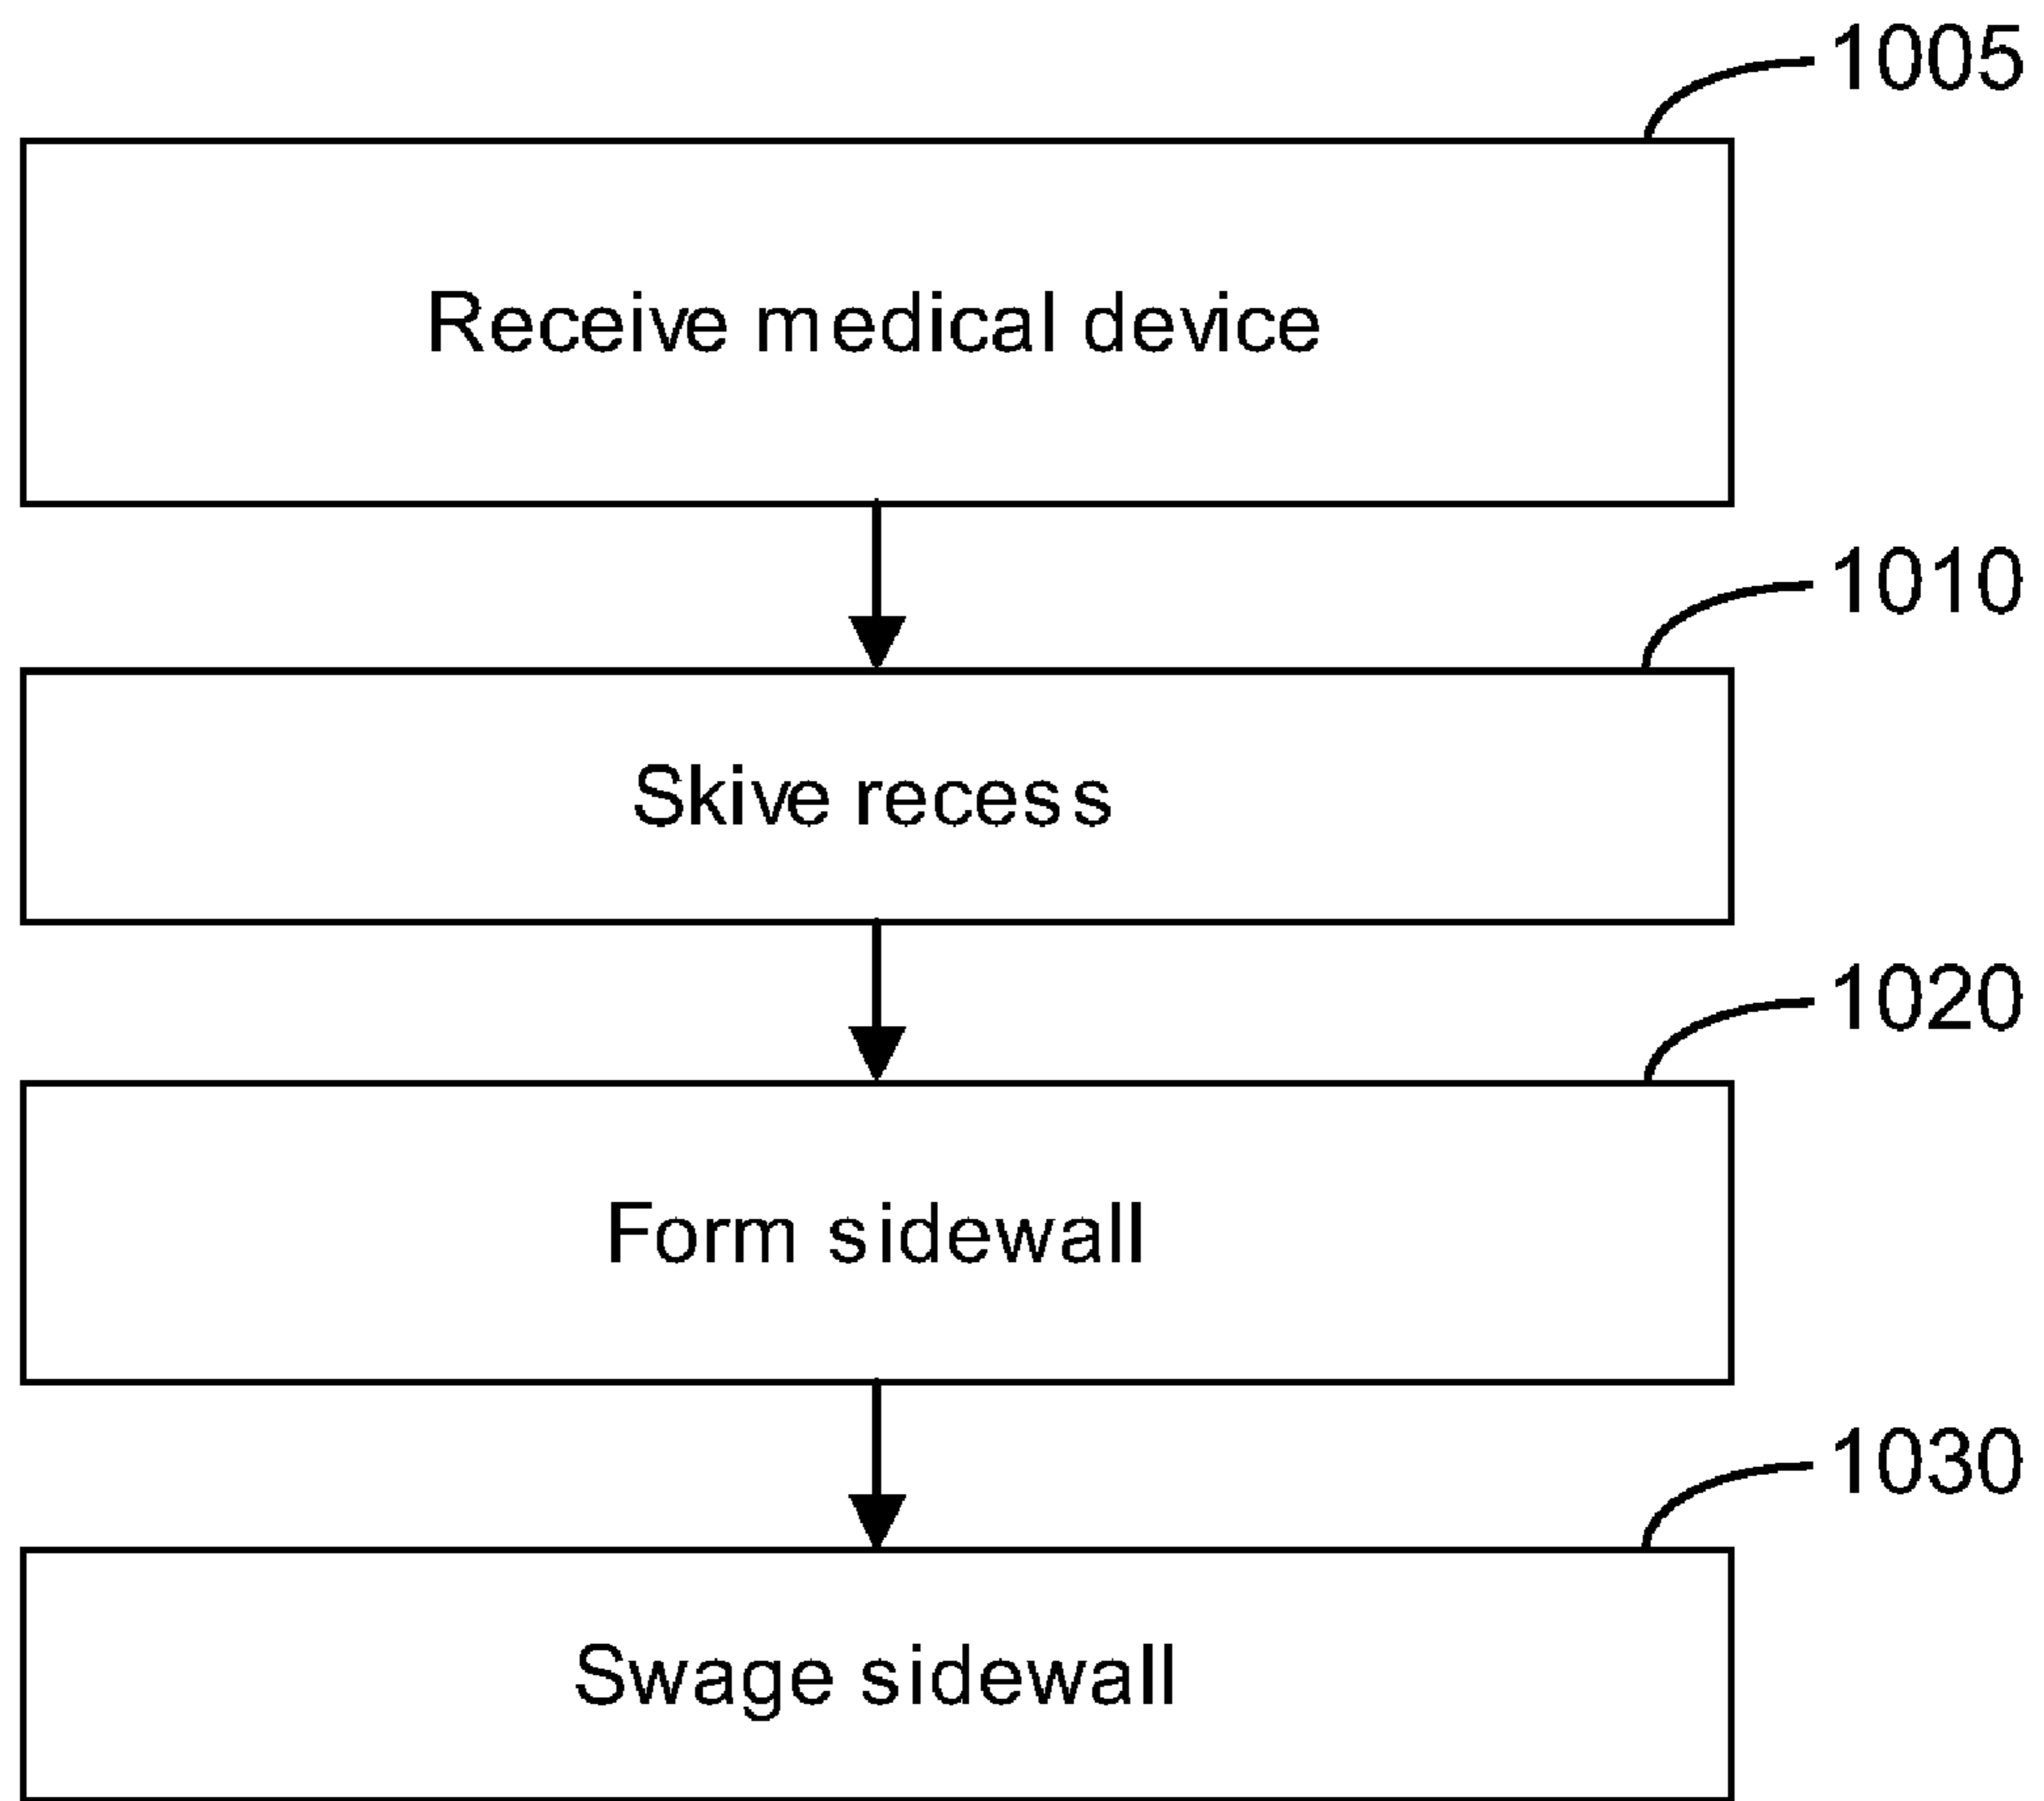 1005
Receive medical device
1010
Skive recess
1020
Form sidewall
1030
Swage sidewall